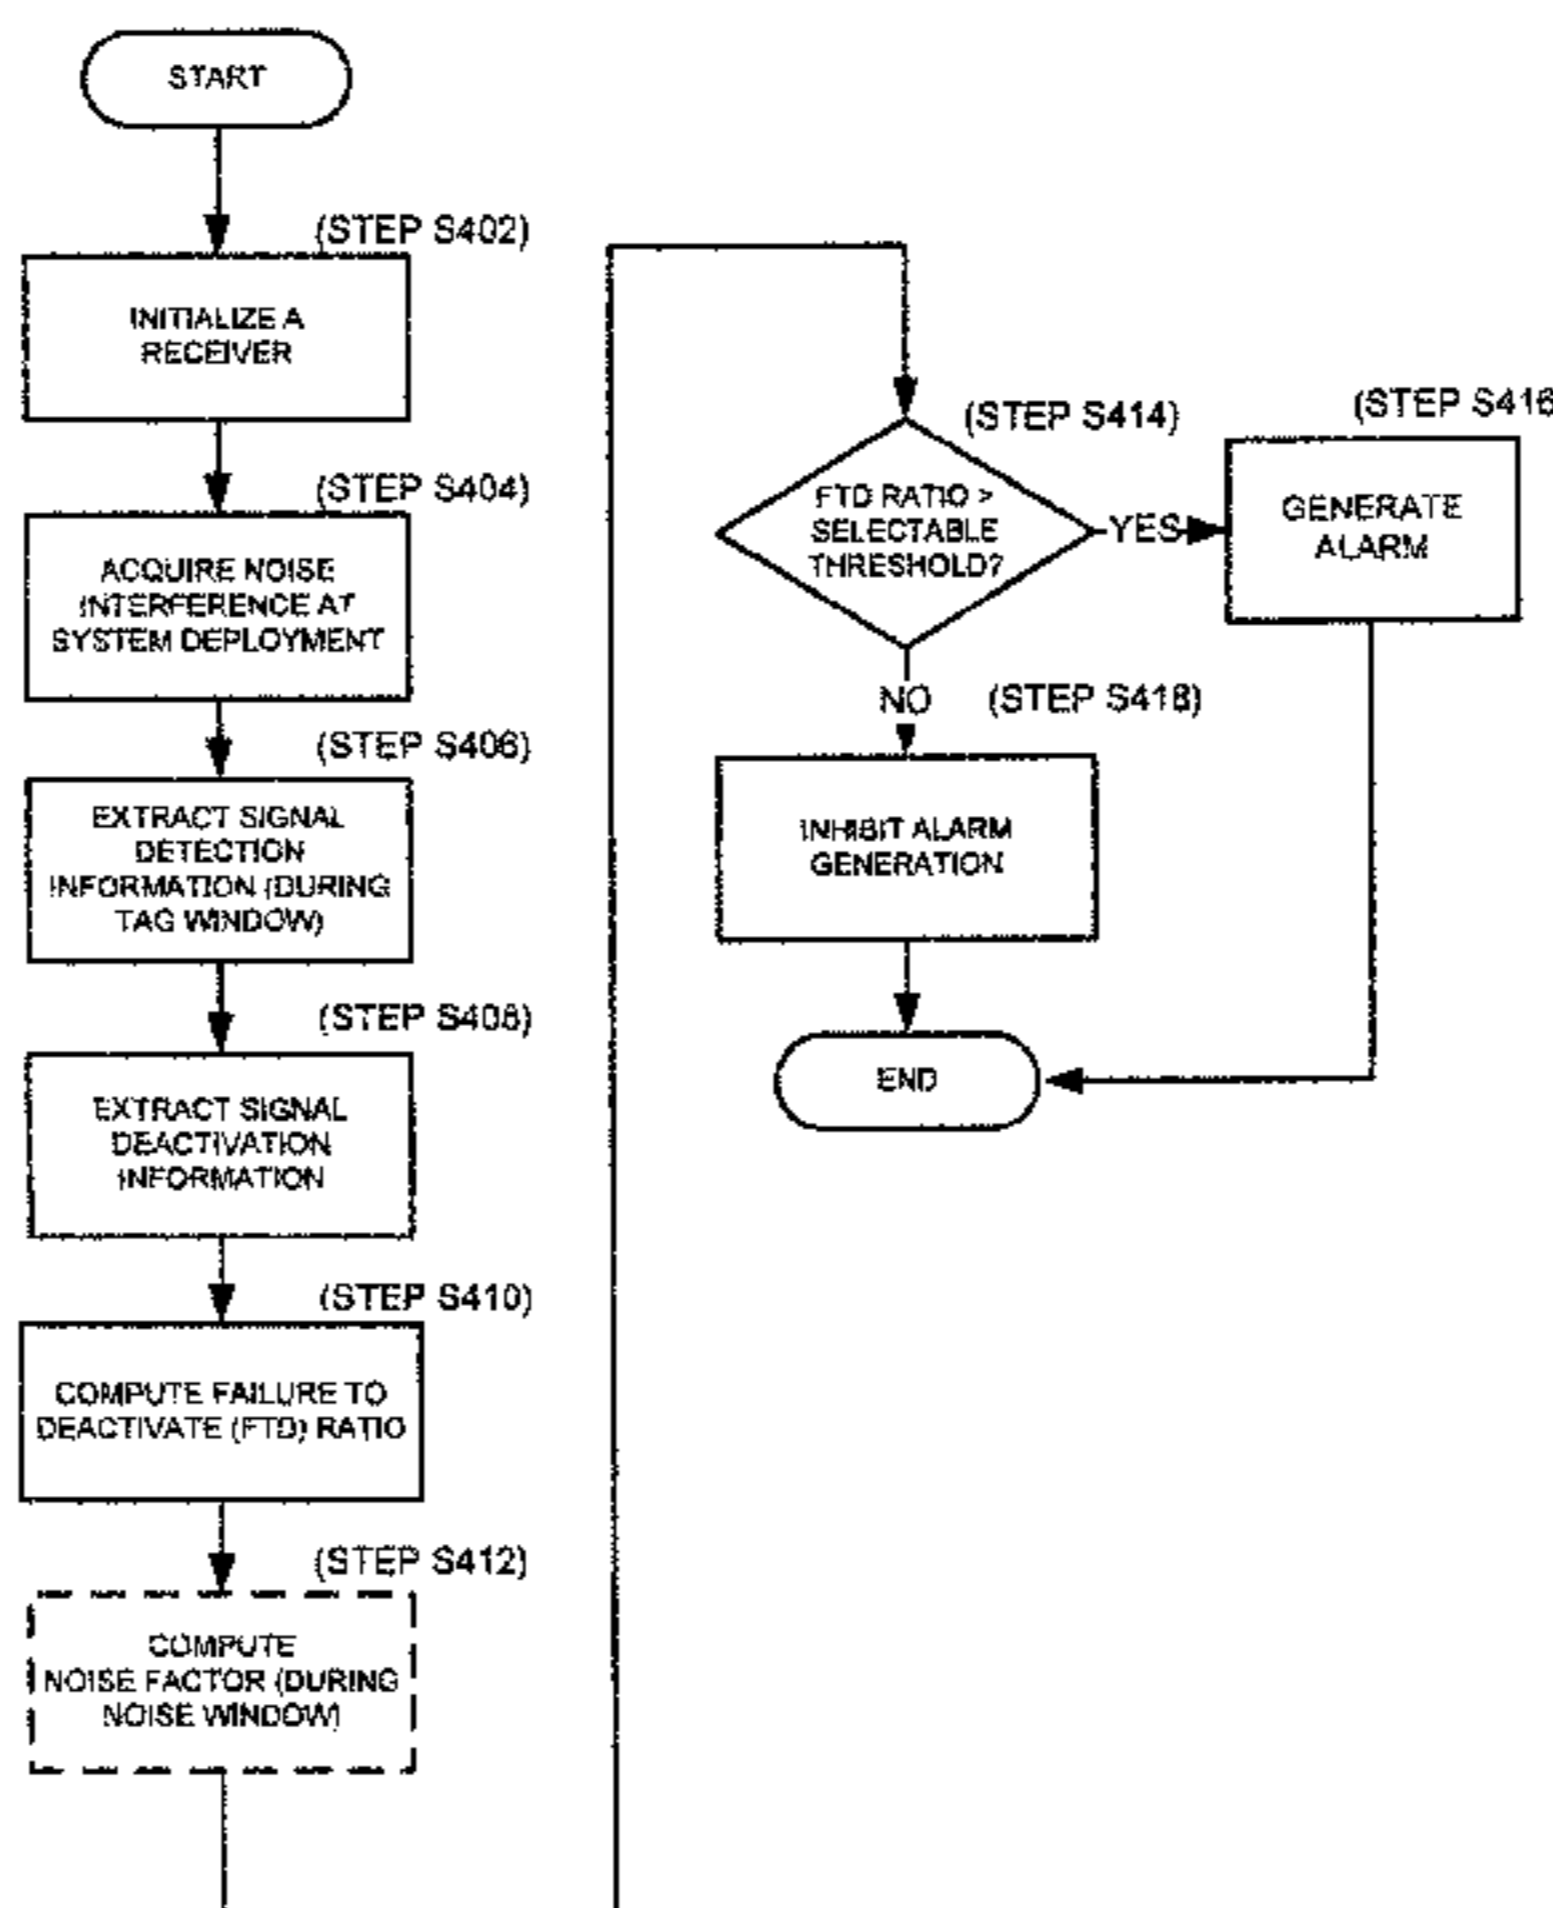 START
(STEP S402)
INITIALIZE A
RECEIVER
(STEP S404)
ACQUIRE NOISE
INTERFERENCE AT
SYSTEM DEPLOYMENT
(STEP S406)
EXTRACT SIGNAL
DETECTION
INFORMATION (DURING
TAG WINDOW)
(STEP S408)
EXTRACT SIGNAL
DEACTIVATION
INFORMATION
(STEP S410)
COMPUTE FAILURE TO
DEACTIVATE (FTD) RATIO
(STEP S412)
COMPUTE
NOISE FACTOR (DURING
NOISE WINDOW)
(STEP S414)
FTD RATIO >
SELECTABLE
THRESHOLD?
YES
(STEP S416
GENERATE
ALARM
NO
(STEP S418)
INHIBIT ALARM
GENERATION
END